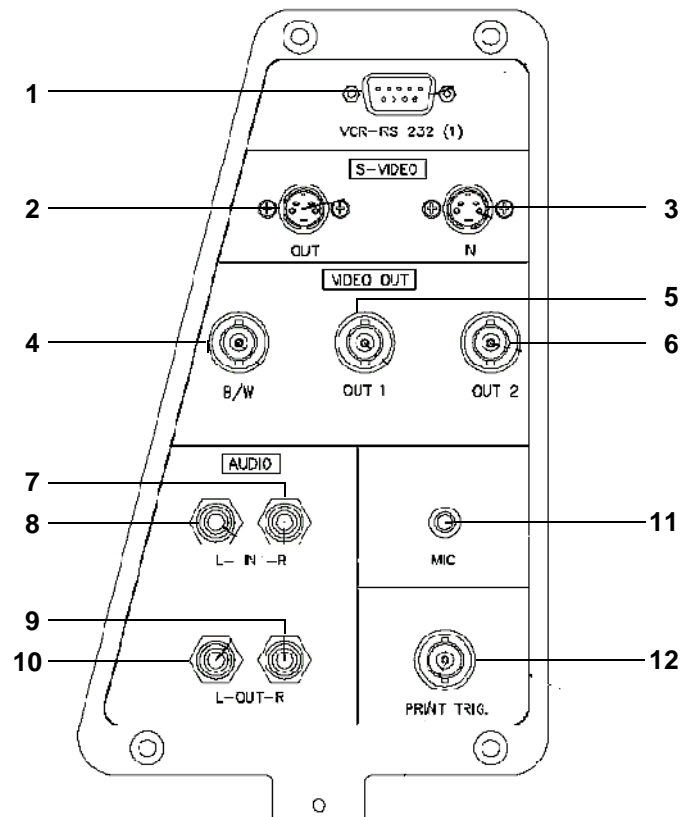 1
VCR-RS 232 (1)
S-VIDEO
2
3
OUT
IN
VIDEO OUT
5
4
6
B/W
OUT 1
OUT 2
AUDIO
7
8
11
L- IN -R
MIC
9
10
12
L-OUT-R
PRINT TRIG.